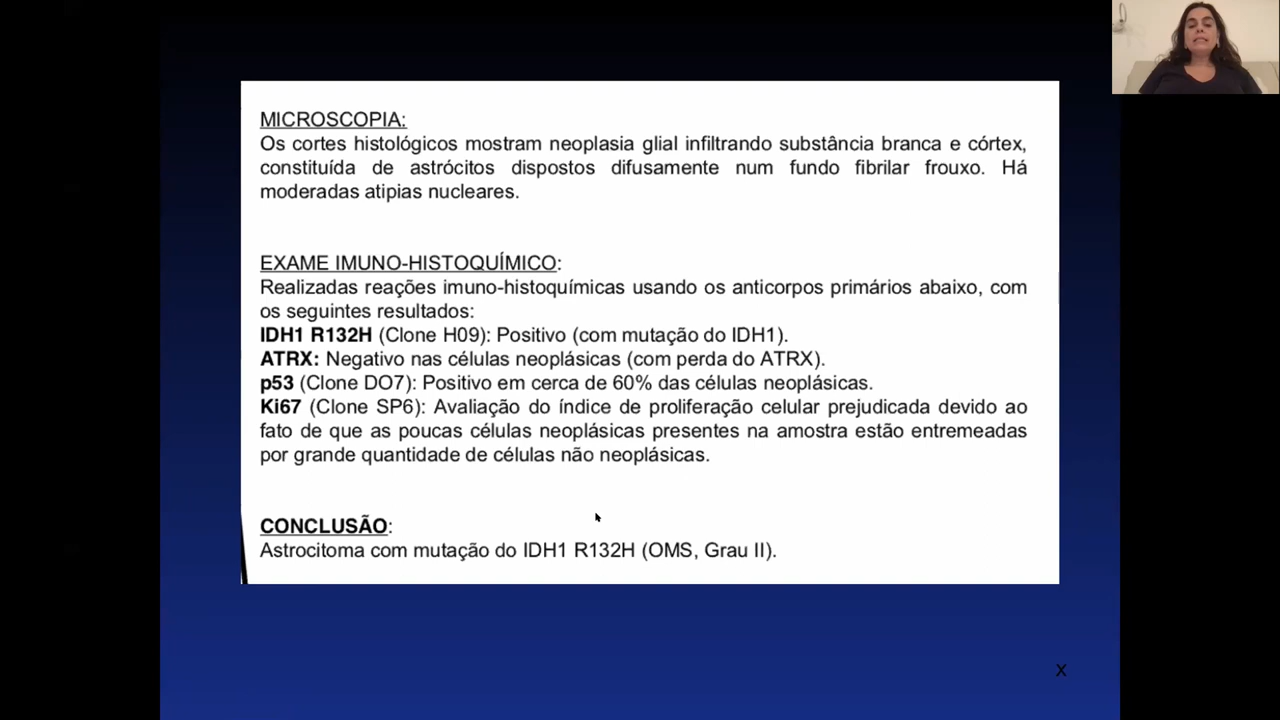 MICROSCOPIA:
Os cortes histológicos mostram neoplasia glial infiltrando substância branca e córtex,
constituída de astrócitos dispostos difusamente num fundo fibrilar frouxo. Há
moderadas atipias nucleares.
EXAME IMUNO-HISTOQUÍMICO:
Realizadas reações imuno-histoquímicas usando os anticorpos primários abaixo, com
os seguintes resultados:
IDH1 R132H (Clone H09): Positivo (com mutação do IDH1).
ATRX: Negativo nas células neoplásicas (com perda do ATRX).
p53 (Clone DO7): Positivo em cerca de 60% das células neoplásicas.
Ki67 (Clone SP6): Avaliação do índice de proliferação celular prejudicada devido ao
fato de que as poucas células neoplásicas presentes na amostra estão entremeadas
por grande quantidade de células não neoplásicas.
CONCLUSÃO:
Astrocitoma com mutação do IDH1 R132H (OMS, Grau II).
X